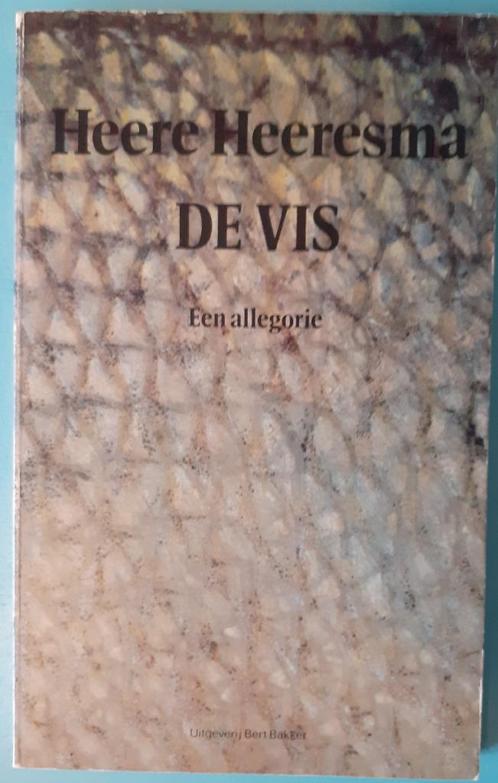 Heere Heeresma
DE VIS
Een allegorie
Uitgeverij Bert Bakker